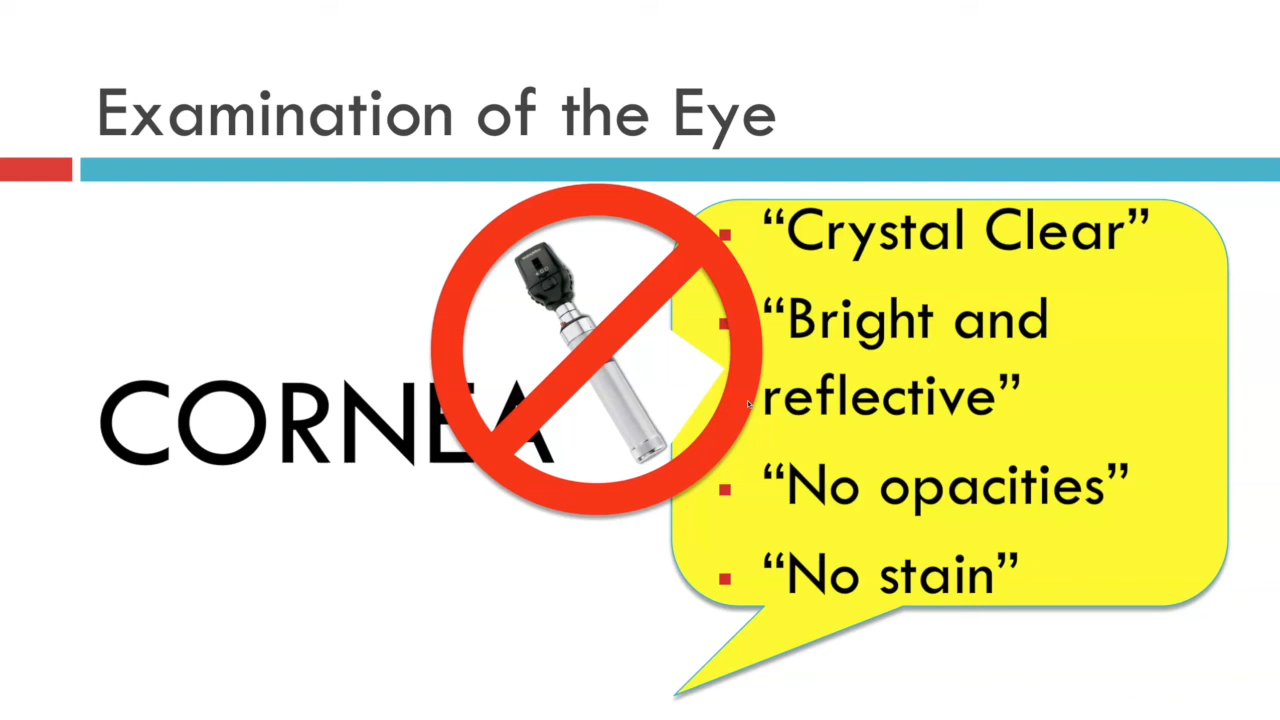 Examination of the Eye
CORNEA
“Crystal Clear”
“Bright and
reflective”
“No opacities”
“No stain”